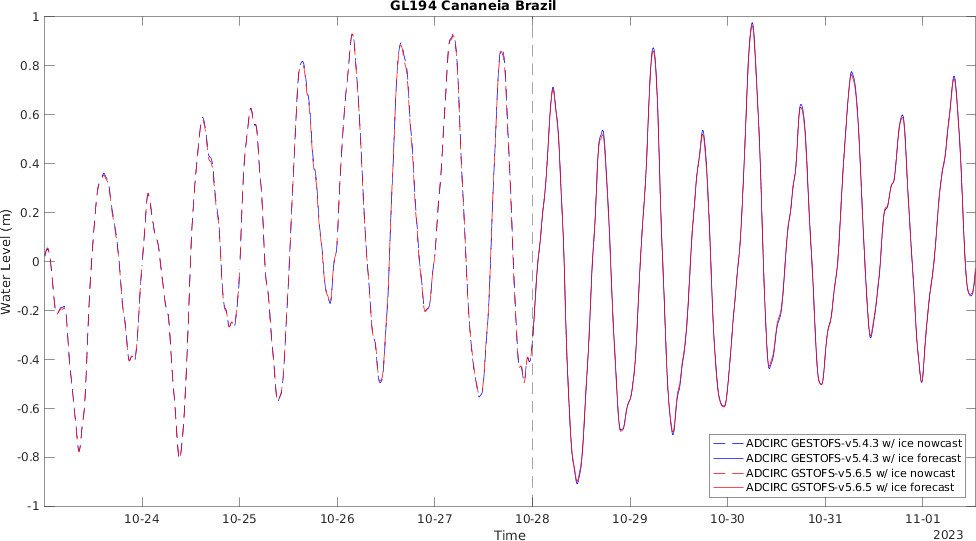 GL194 Cananeia Brazil
1
0.8
0.6
0.4
0.2
0
-0.2
-0.4
-0.6
-0.8
-1
Water Level (m)
ADCIRC GESTOFS-v5.4.3 w/ ice nowcast
ADCIRC GESTOFS-v5.4.3 w/ ice forecast
ADCIRC GSTOFS-v5.6.5 w/ ice nowcast
ADCIRC GSTOFS-v5.6.5 w/ ice forecast
10-24 10-25 10-26 10-27 10-28 10-29 10-30 10-31 11-01
Time
2023